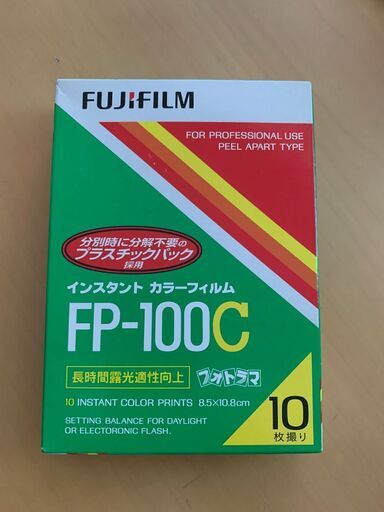 FUJIFILM
FOR PROFESSIONAL USE
PEEL APART TYPE
分別時に分解不要の
プラスチックパック
採用
インスタント カラーフィルム
FP-100C
長時間露光適性向上
フォトラマ
10 INSTANT COLOR PRINTS 8.5×10.8cm
SETTING BALANCE FOR DAYLIGHT
OR ELECTORONIC FLASH.
10
枚撮り